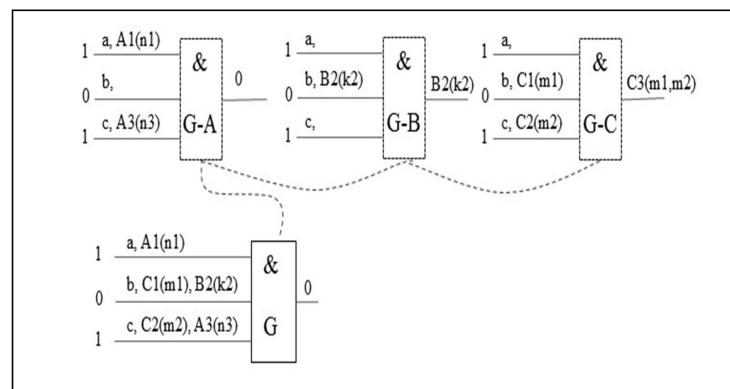 1 a, A1(n1) & 0
0 b,
1 c, A3(n3) G-A
1 a, &
0 b, B2(k2) B2(k2)
1 c, G-B
1 a, &
0 b, C1(m1) C3(m1,m2)
1 c, C2(m2) G-C
1 a, A1(n1) &
0 b, C1(m1), B2(k2) 0
1 c, C2(m2), A3(n3) G